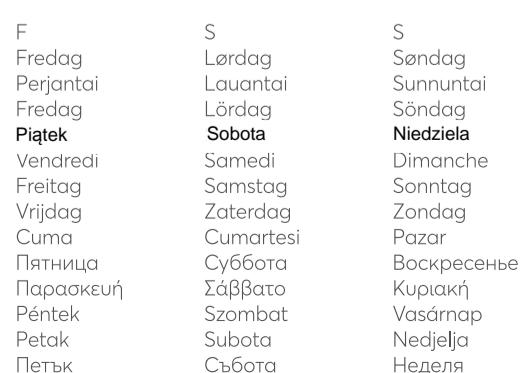 F S S
Fredag Lørdag Søndag
Perjantai Lauantai Sunnuntai
Fredag Lördag Söndag
Piątek Sobota Niedziela
Vendredi Samedi Dimanche
Freitag Samstag Sonntag
Vrijdag Zaterdag Zondag
Cuma Cumartesi Pazar
Пятница Суббота Воскресенье
Παρασκευή Σάββατο Κυριακή
Péntek Szombat Vasárnap
Petak Subota Nedjelja
Петък Събота Неделя